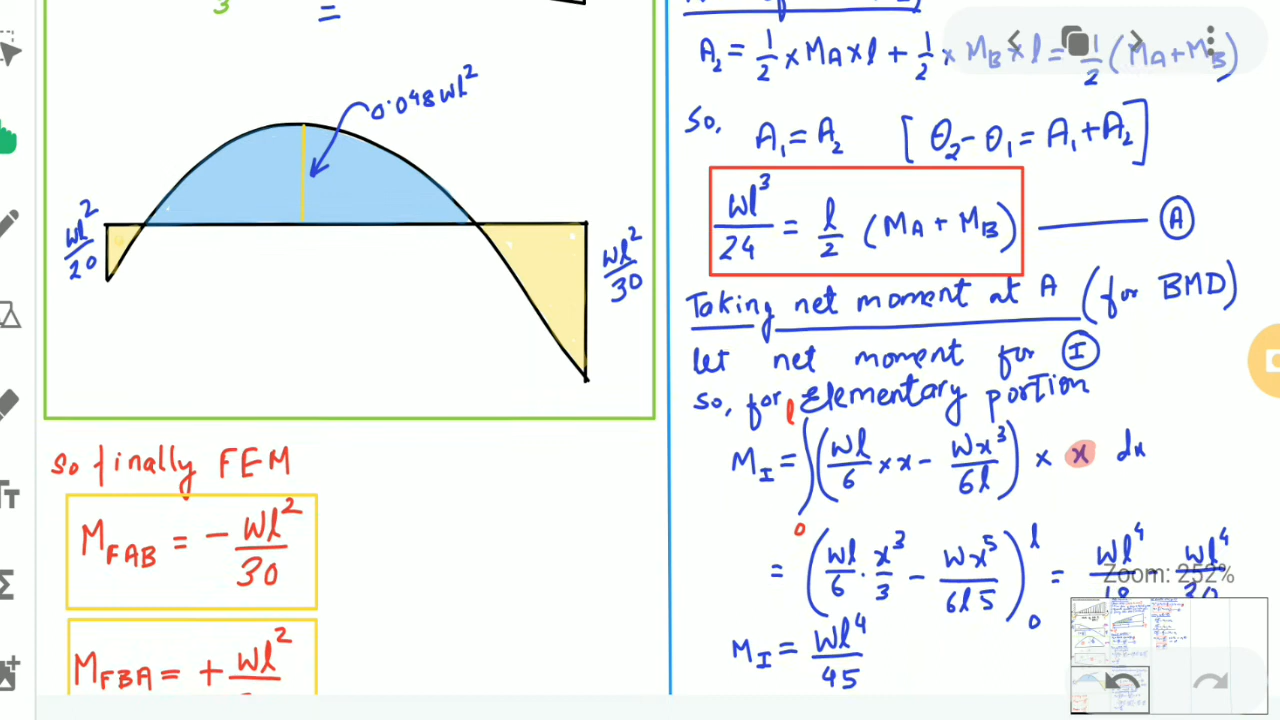 3
=
0.048wl²
wl²/20
wl²/30
so finally FEM
M_FAB = - wl²/30
M_FBA = + wl²
A₂ = 1/2 × MA × l + 1/2 × MB × l = 1/2 (MA + MB)
So, A₁ = A₂ [θ₂ - θ₁ = A₁ + A₂]
wl³/24 = l/2 (MA + MB) — (A)
Taking net moment at A (for BMD)
let net moment for (I)
so, for Elementary portion
M_I = ∫₀ˡ (wl/6 × x - wx³/6l) × x dx
= (wl/6 · x³/3 - wx⁵/6l5)₀ˡ = wl⁴/18 - wl⁴/30
Zoom: 252%
M_I = wl⁴/45